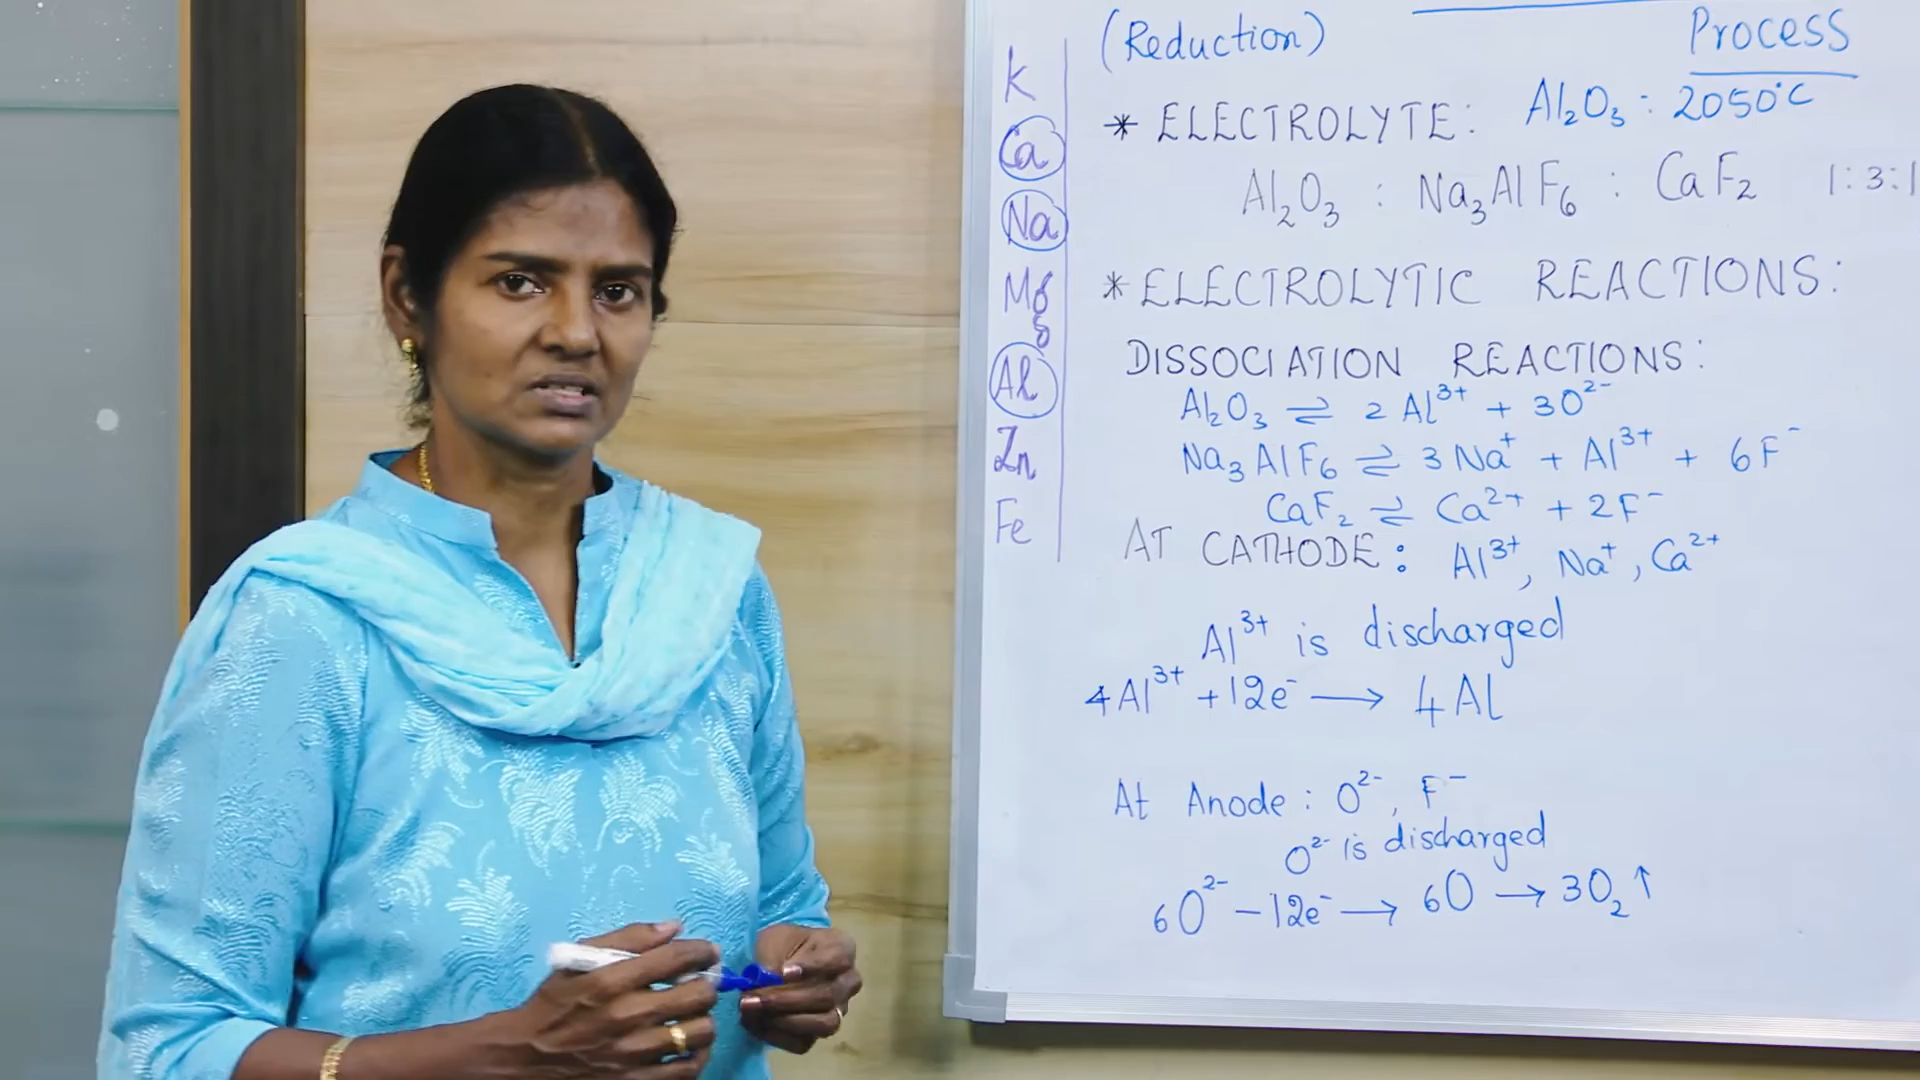 K
Ca
Na
Mg
Al
Zn
Fe
(Reduction) Process
* ELECTROLYTE: Al₂O₃ : 2050°C
Al₂O₃ : Na₃AlF₆ : CaF₂ 1:3:1
* ELECTROLYTIC REACTIONS:
DISSOCIATION REACTIONS:
Al₂O₃ ⇌ 2Al³⁺ + 3O²⁻
Na₃AlF₆ ⇌ 3Na⁺ + Al³⁺ + 6F⁻
CaF₂ ⇌ Ca²⁺ + 2F⁻
AT CATHODE: Al³⁺, Na⁺, Ca²⁺
Al³⁺ is discharged
4Al³⁺ + 12e⁻ ⟶ 4Al
At Anode: O²⁻, F⁻
O²⁻ is discharged
6O²⁻ – 12e⁻ ⟶ 6O ⟶ 3O₂↑